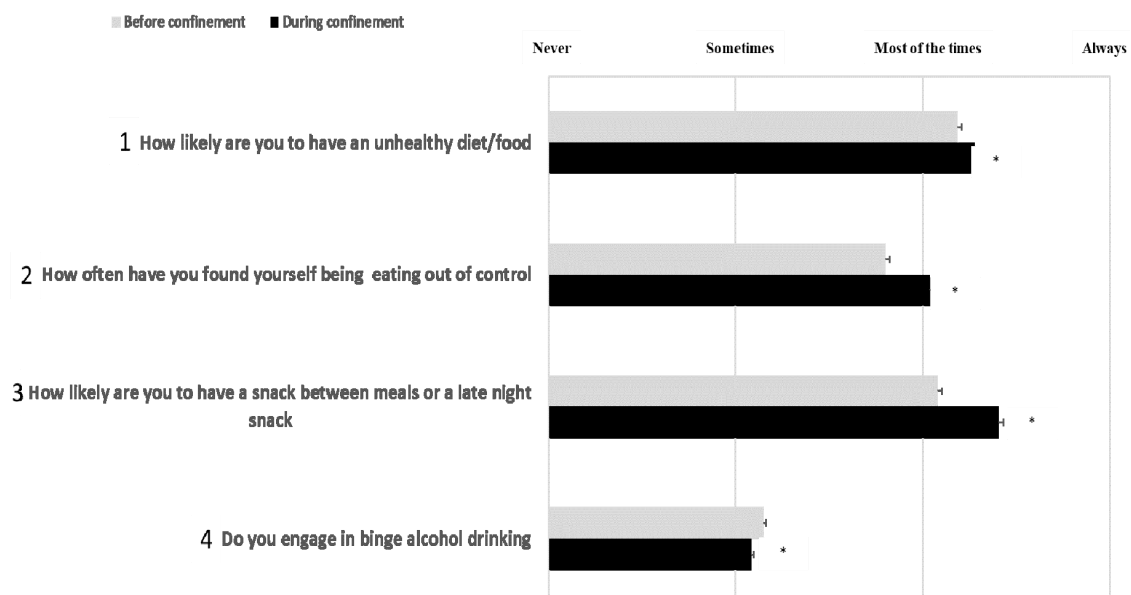 Before confinement During confinement
Never Sometimes Most of the times Always
1 How likely are you to have an unhealthy diet/food
*
2 How often have you found yourself being eating out of control
*
3 How likely are you to have a snack between meals or a late night
snack
*
4 Do you engage in binge alcohol drinking
*